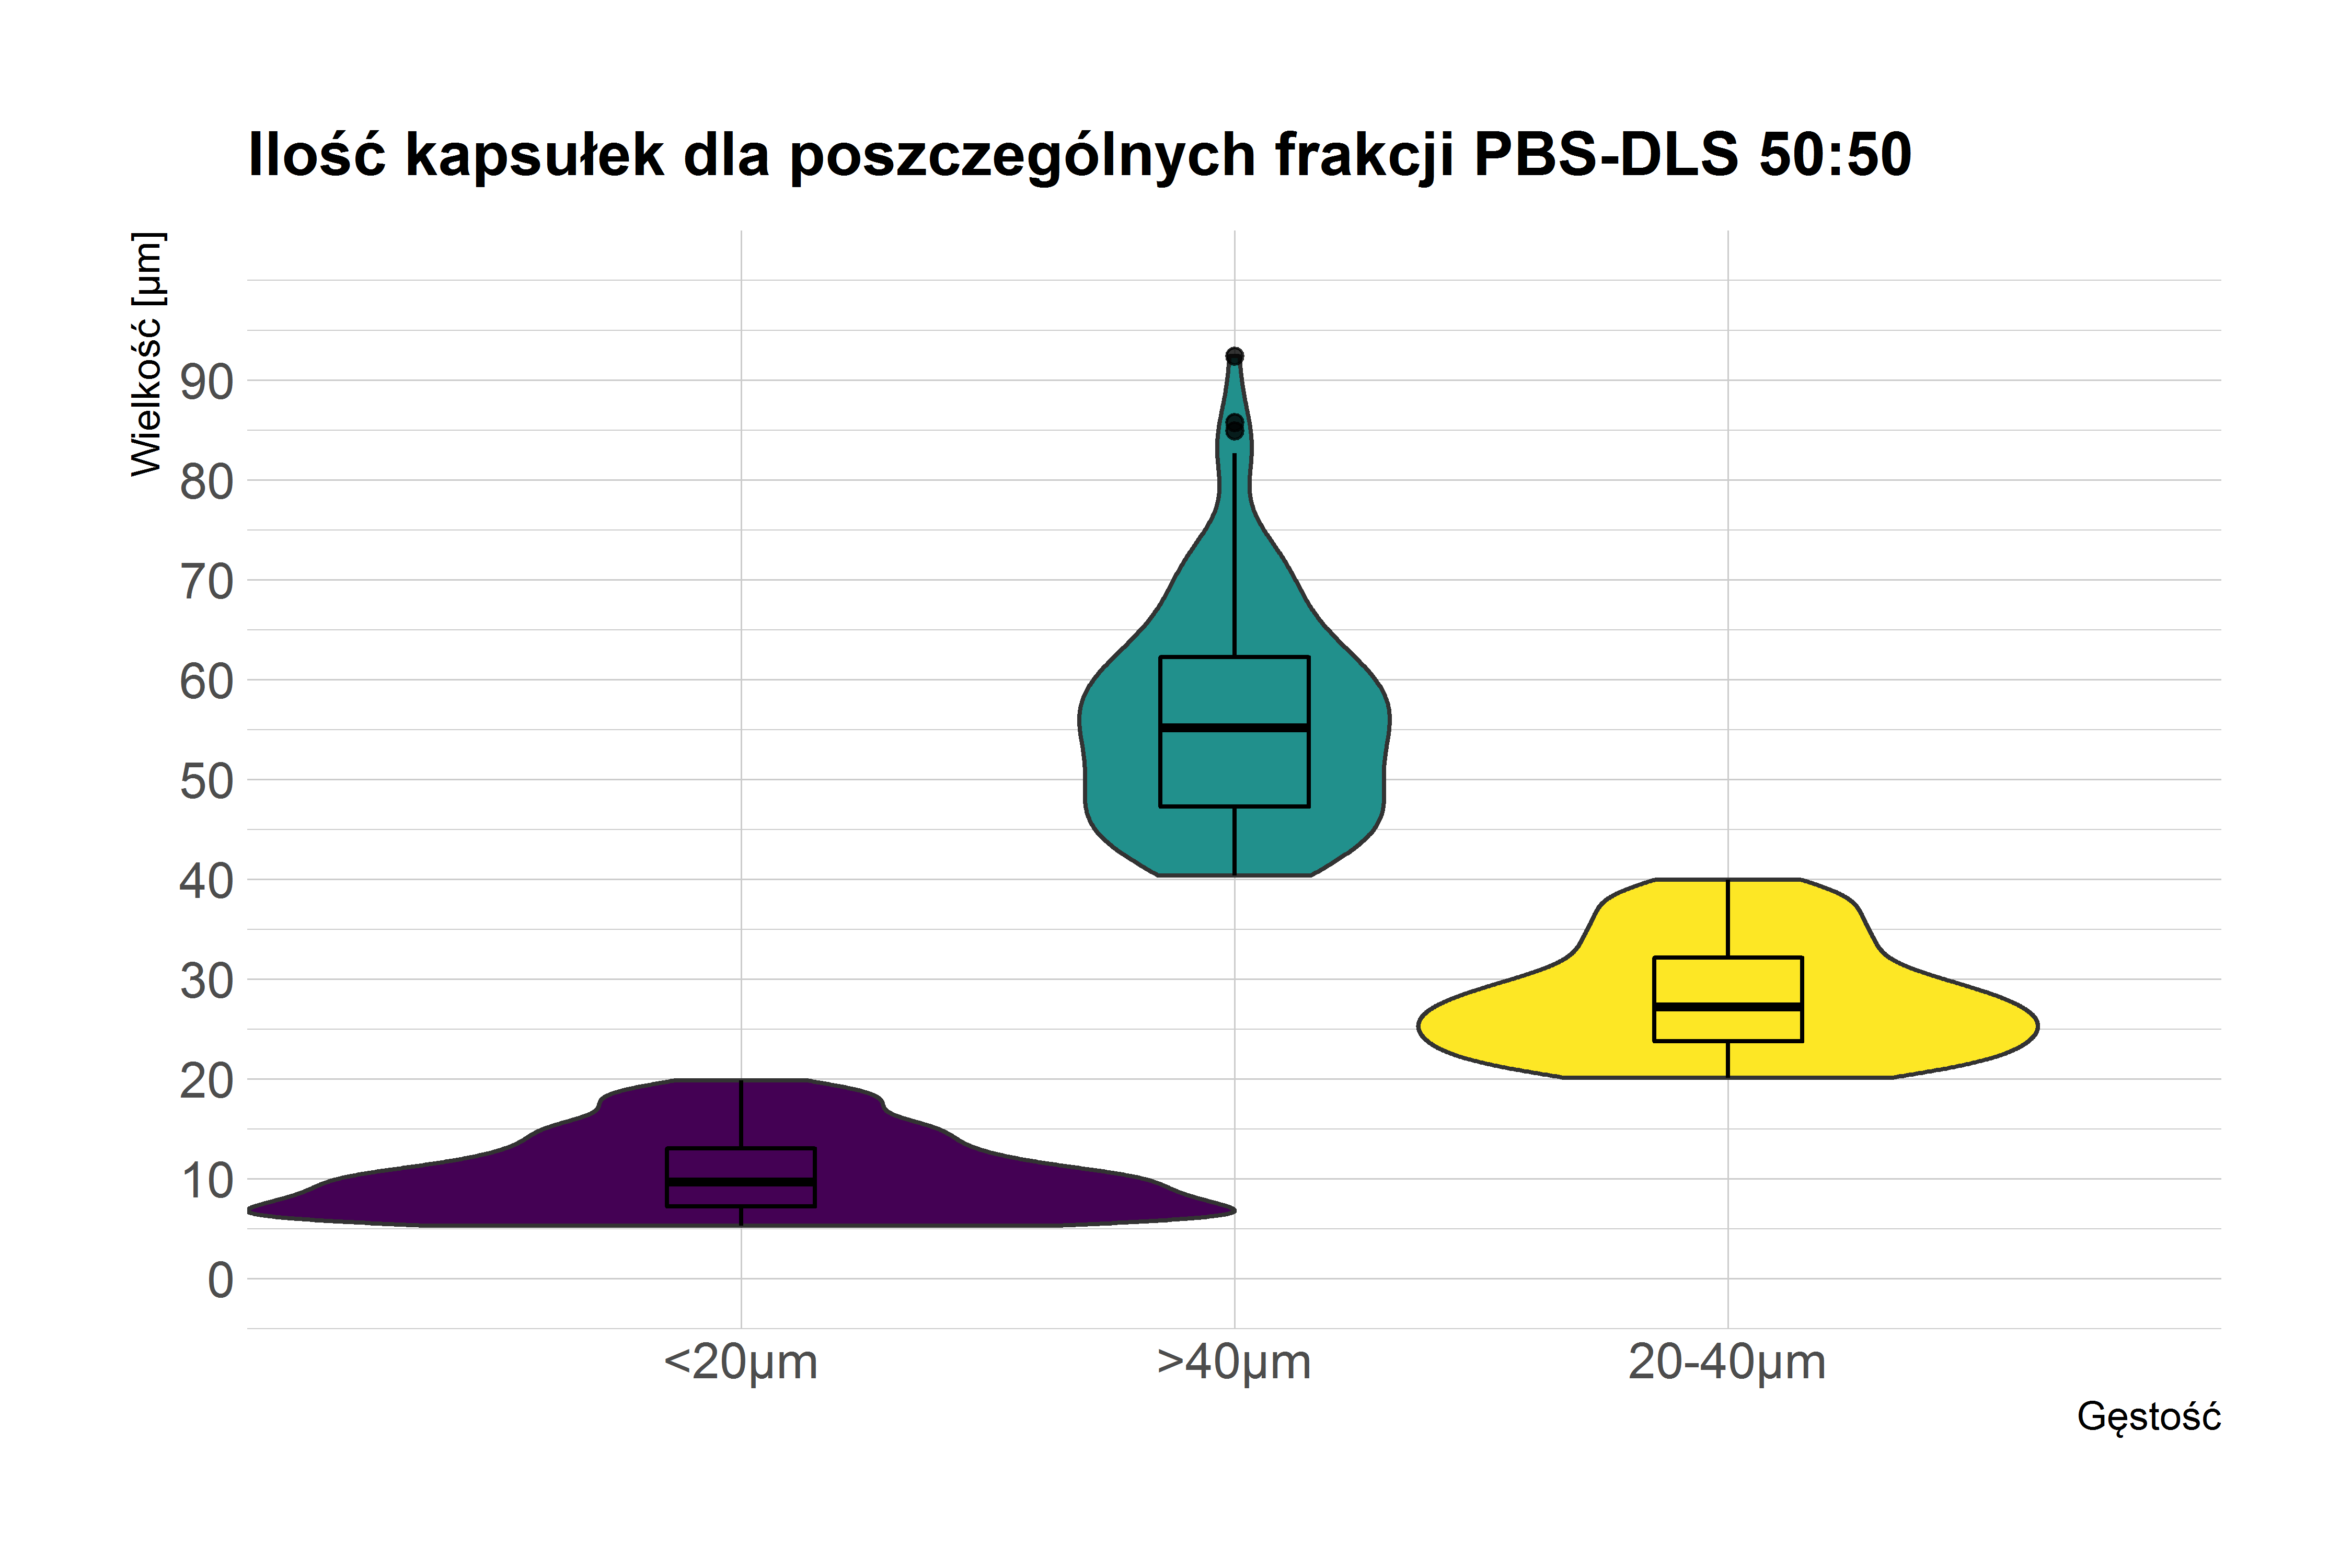 Ilość kapsułek dla poszczególnych frakcji PBS-DLS 50:50
Wielkość [µm]
90
80
70
60
50
40
30
20
10
0
<20µm
>40µm
20-40µm
Gęstość